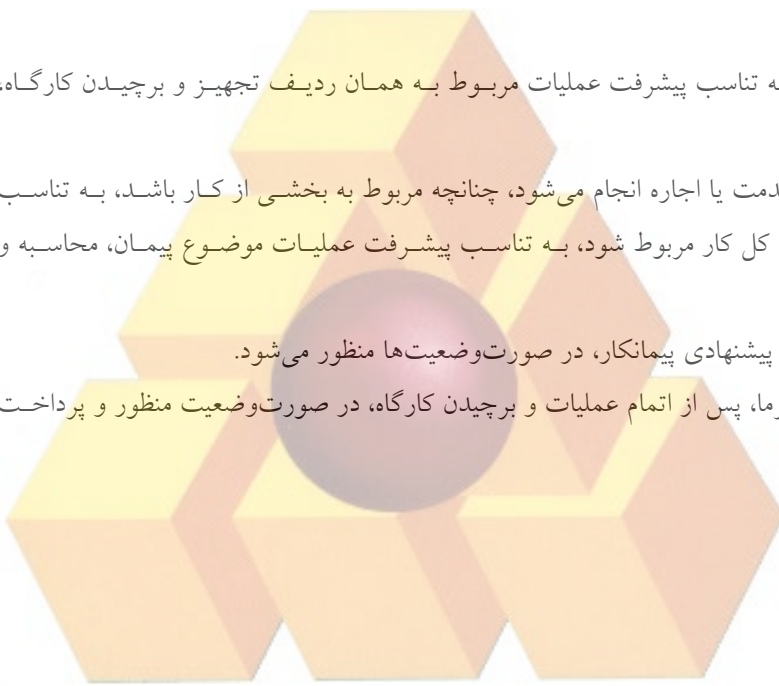 ه تناسب پیشرفت عملیات مربوط به همان ردیف تجهیز و برچیدن کارگاه،
دمت یا اجاره انجام می‌شود، چنانچه مربوط به بخشی از کار باشد، به تناسب
کل کار مربوط شود، به تناسب پیشرفت عملیات موضوع پیمان، محاسبه و
پیشنهادی پیمانکار، در صورت‌وضعیت‌ها منظور می‌شود.
رما، پس از اتمام عملیات و برچیدن کارگاه، در صورت‌وضعیت منظور و پرداخت